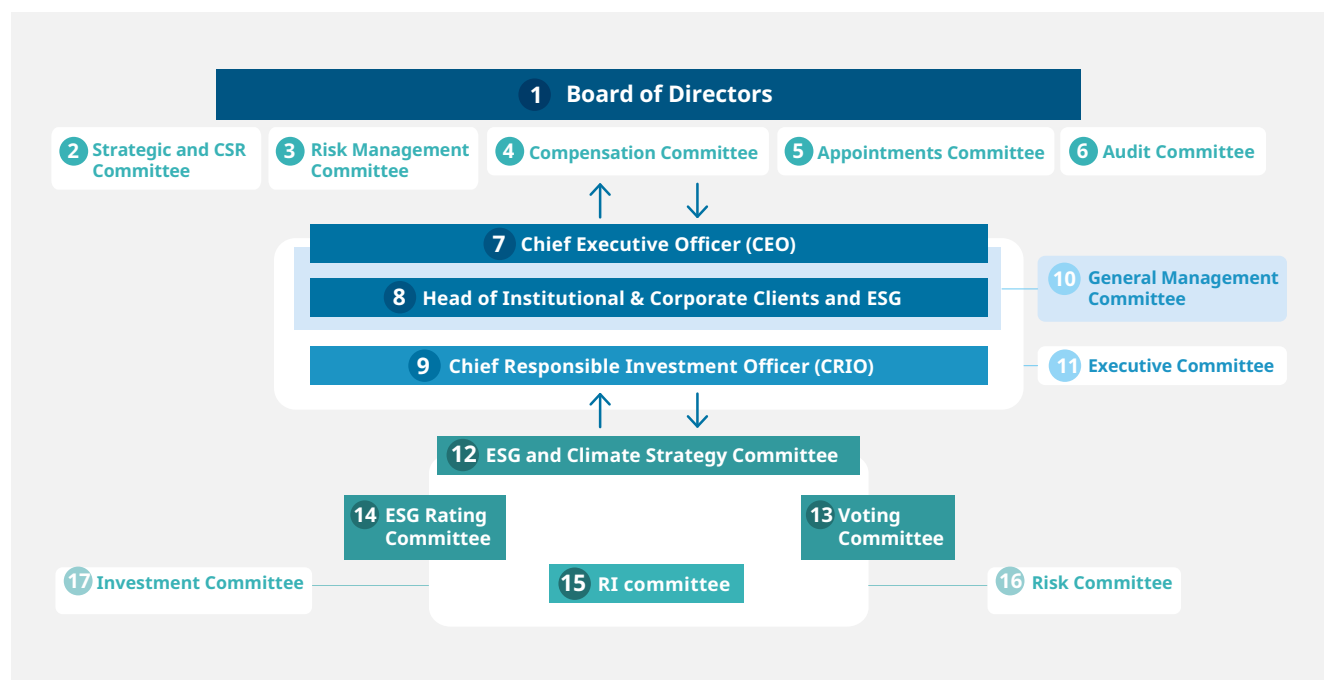 1 Board of Directors
2 Strategic and CSR
Committee
3 Risk Management
Committee
4 Compensation Committee
5 Appointments Committee
6 Audit Committee
7 Chief Executive Officer (CEO)
8 Head of Institutional & Corporate Clients and ESG
10 General Management
Committee
9 Chief Responsible Investment Officer (CRIO)
11 Executive Committee
12 ESG and Climate Strategy Committee
14 ESG Rating
Committee
13 Voting
Committee
17 Investment Committee
15 RI committee
16 Risk Committee